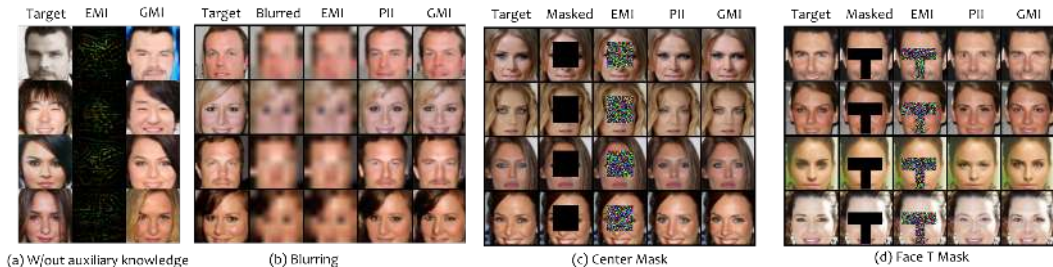 Target EMI GMI
Target Blurred EMI PII GMI
Target Masked EMI PII GMI
Target Masked EMI PII GMI
(a) W/out auxiliary knowledge
(b) Blurring
(c) Center Mask
(d) Face T Mask